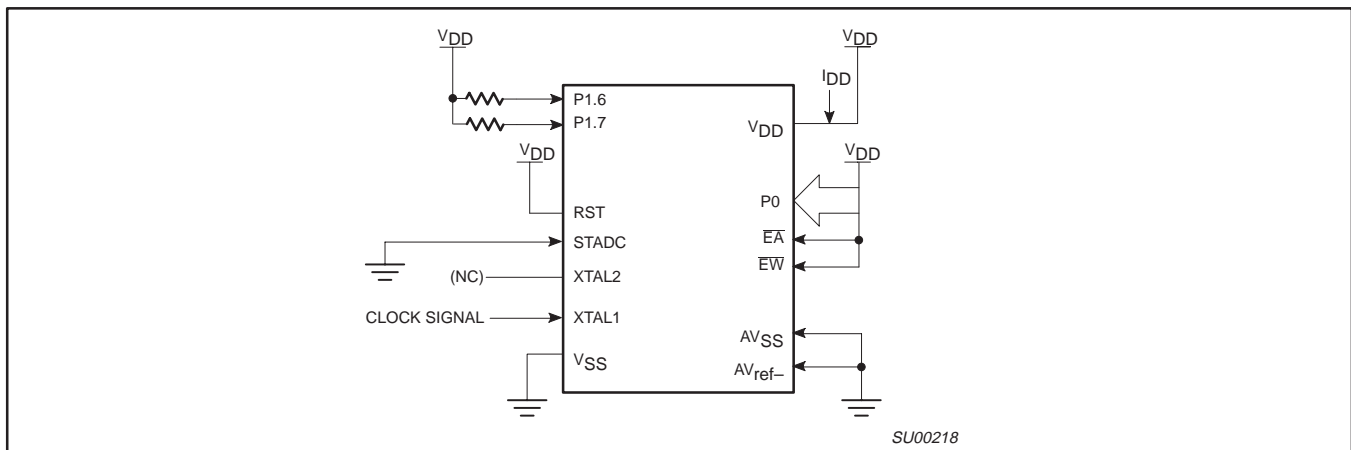 VDD
P1.6
P1.7
VDD
RST
STADC
(NC)
XTAL2
CLOCK SIGNAL
XTAL1
VSS
VDD
IDD
VDD
VDD
P0
EA
EW
AVSS
AVref–
SU00218